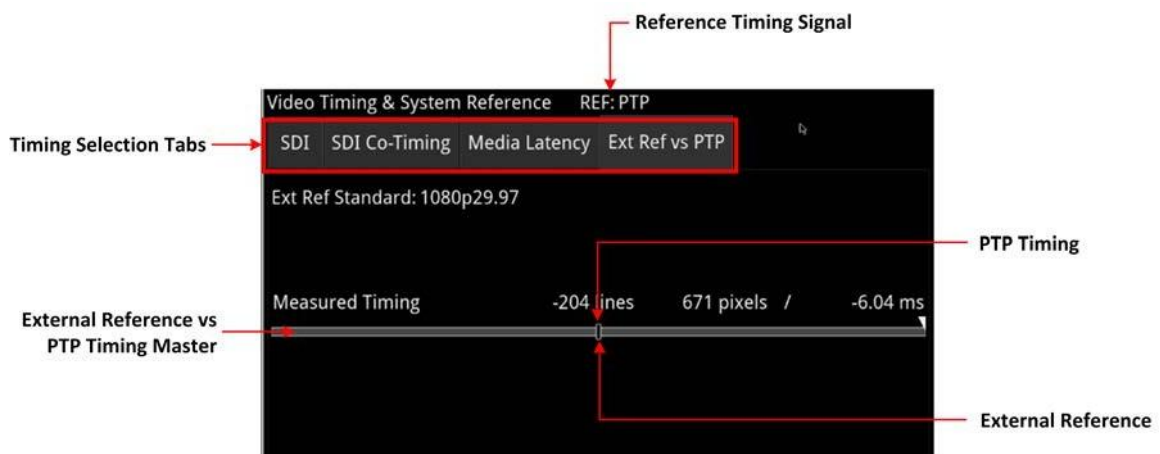 Reference Timing Signal
Video Timing & System Reference REF: PTP
Timing Selection Tabs
SDI SDI Co-Timing Media Latency Ext Ref vs PTP
Ext Ref Standard: 1080p29.97
PTP Timing
Measured Timing -204 lines 671 pixels / -6.04 ms
External Reference vs
PTP Timing Master
External Reference